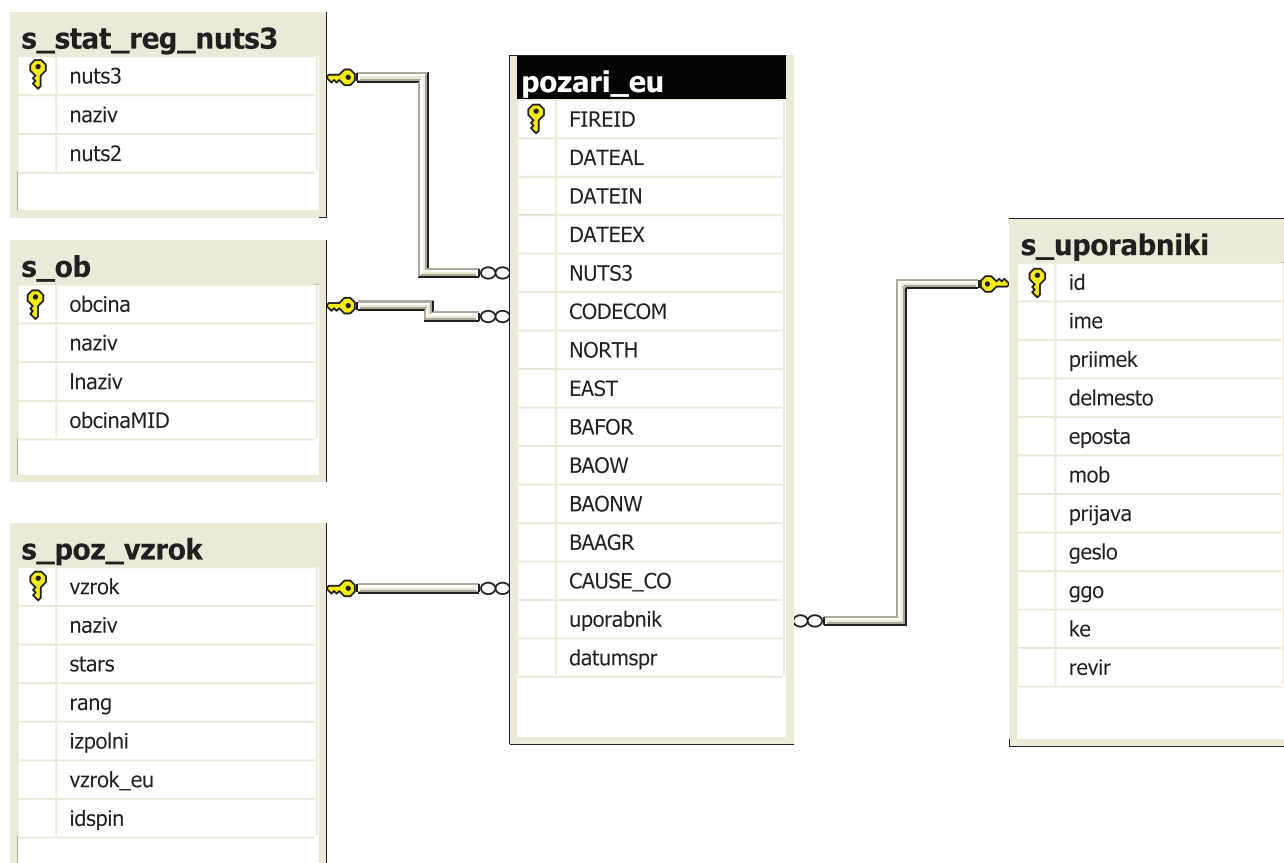 s_stat_reg_nuts3
nuts3
naziv
nuts2
s_ob
obcina
naziv
lnaziv
obcinaMID
s_poz_vzrok
vzrok
naziv
stars
rang
izpolni
vzrok_eu
idspin
pozari_eu
FIREID
DATEAL
DATEIN
DATEEX
NUTS3
CODECOM
NORTH
EAST
BAFOR
BAOW
BAONW
BAAGR
CAUSE_CO
uporabnik
datumspr
s_uporabniki
id
ime
priimek
delmesto
eposta
mob
prijava
geslo
ggo
ke
revir